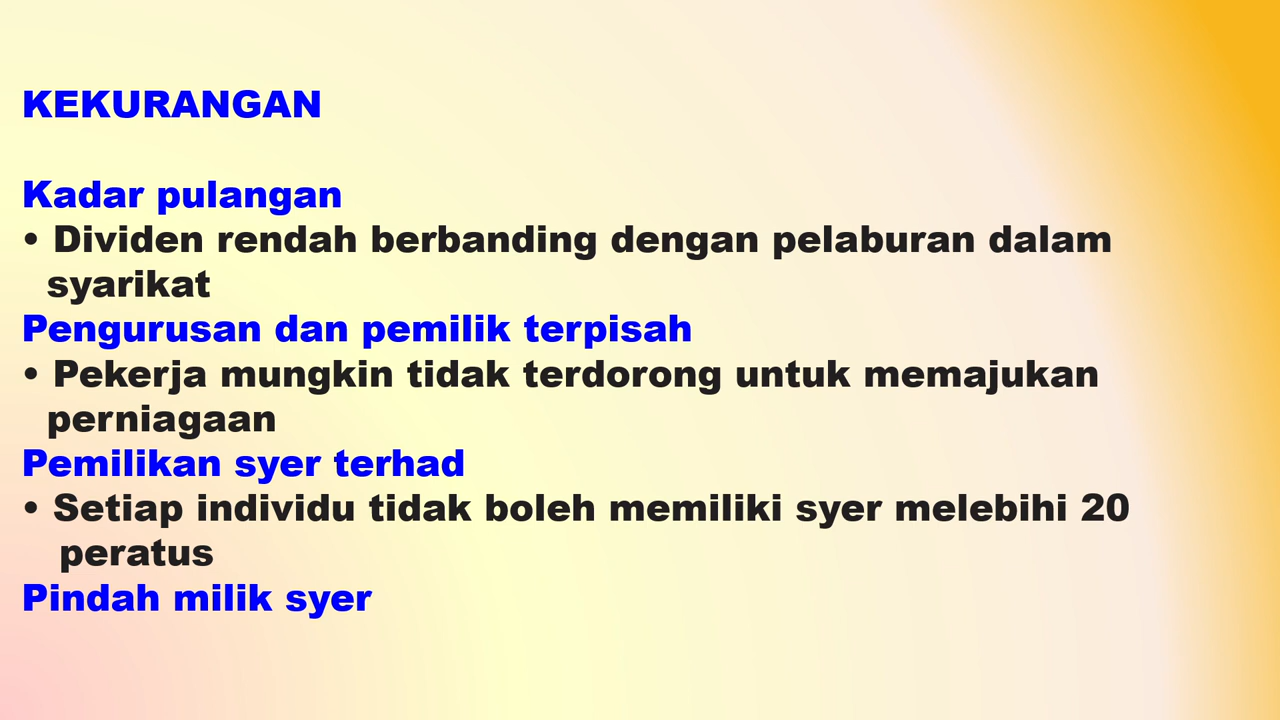 KEKURANGAN
Kadar pulangan
• Dividen rendah berbanding dengan pelaburan dalam
syarikat
Pengurusan dan pemilik terpisah
• Pekerja mungkin tidak terdorong untuk memajukan
perniagaan
Pemilikan syer terhad
• Setiap individu tidak boleh memiliki syer melebihi 20
peratus
Pindah milik syer